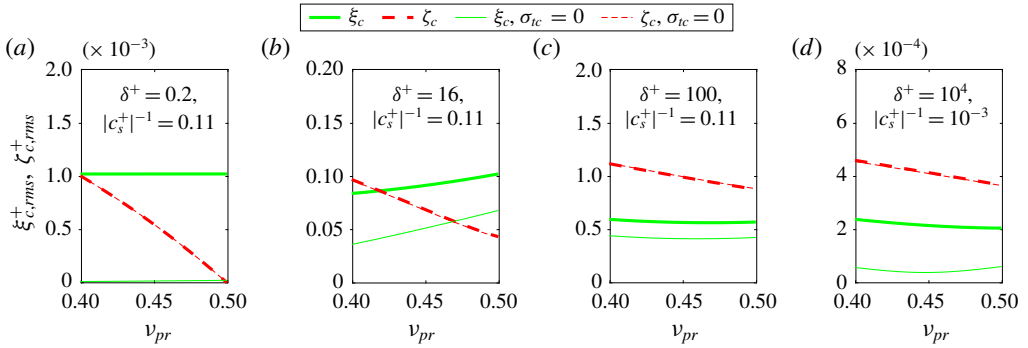 ξc ζc ξc, σtc = 0 ζc, σtc = 0
(a) (× 10⁻³) (b) (c) (d) (× 10⁻⁴)
2.0 0.20 2.0 8
δ⁺ = 0.2, δ⁺ = 16, δ⁺ = 100, δ⁺ = 10⁴,
|cs⁺|⁻¹ = 0.11 |cs⁺|⁻¹ = 0.11 |cs⁺|⁻¹ = 0.11 |cs⁺|⁻¹ = 10⁻³
1.5 0.15 1.5 6
1.0 0.10 1.0 4
0.5 0.05 0.5 2
0 0 0 0
ξ⁺c,rms, ζ⁺c,rms
0.40 0.45 0.50 0.40 0.45 0.50 0.40 0.45 0.50 0.40 0.45 0.50
νpr νpr νpr νpr